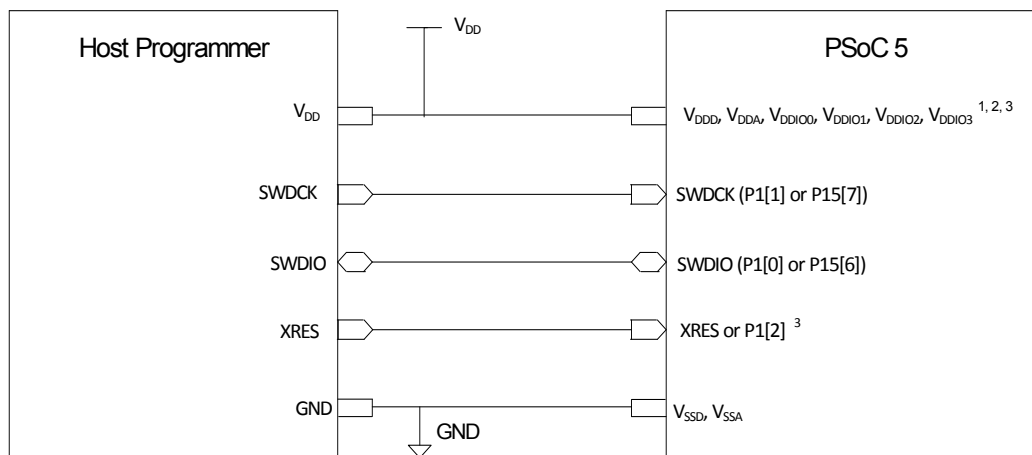 V_DD
Host Programmer
PSoC 5
V_DD
V_DDD, V_DDA, V_DDIO0, V_DDIO1, V_DDIO2, V_DDIO3 1, 2, 3
SWDCK
SWDCK (P1[1] or P15[7])
SWDIO
SWDIO (P1[0] or P15[6])
XRES
XRES or P1[2] 3
GND
GND
V_SSD, V_SSA